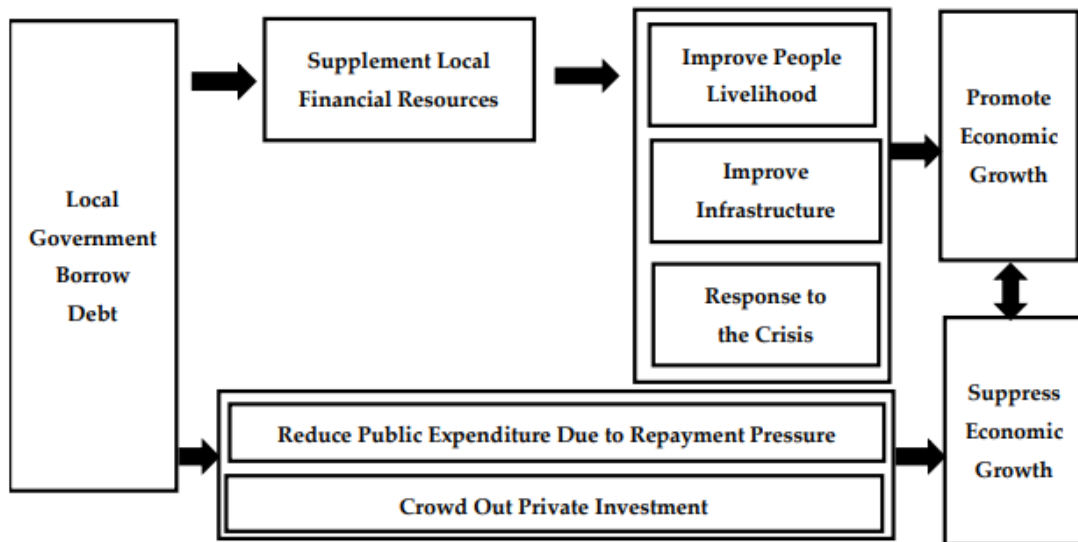 Local
Government
Borrow
Debt
Supplement Local
Financial Resources
Improve People
Livelihood
Improve
Infrastructure
Response to
the Crisis
Promote
Economic
Growth
Reduce Public Expenditure Due to Repayment Pressure
Crowd Out Private Investment
Suppress
Economic
Growth